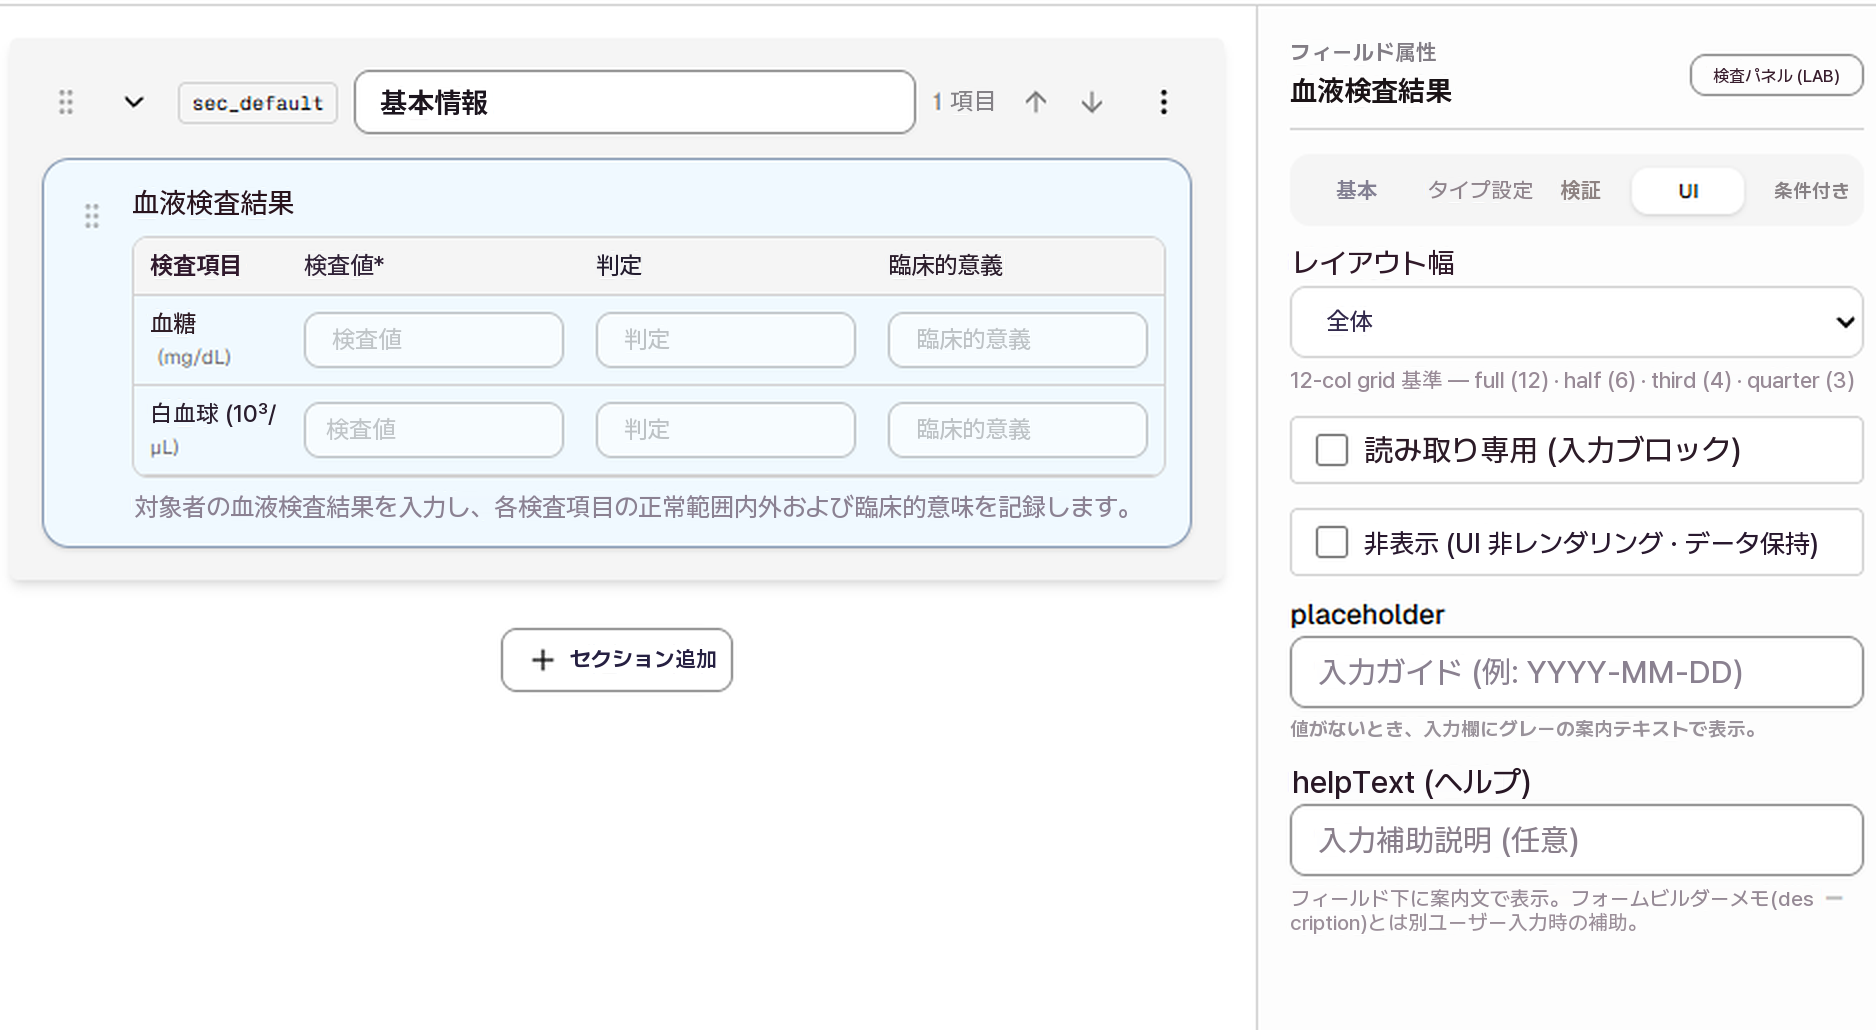 sec_default
基本情報
1 項目
血液検査結果
検査項目 検査値* 判定 臨床的意義
血糖
(mg/dL)
検査値 判定 臨床的意義
白血球 (10³/
μL)
検査値 判定 臨床的意義
対象者の血液検査結果を入力し、各検査項目の正常範囲内外および臨床的意味を記録します。
セクション追加
フィールド属性
血液検査結果
検査パネル (LAB)
基本 タイプ設定 検証 UI 条件付き
レイアウト幅
全体
12-col grid 基準 — full (12) · half (6) · third (4) · quarter (3)
読み取り専用 (入力ブロック)
非表示 (UI 非レンダリング · データ保持)
placeholder
入力ガイド (例: YYYY-MM-DD)
値がないとき、入力欄にグレーの案内テキストで表示。
helpText (ヘルプ)
入力補助説明 (任意)
フィールド下に案内文で表示。フォームビルダーメモ(des —
cription)とは別ユーザー入力時の補助。